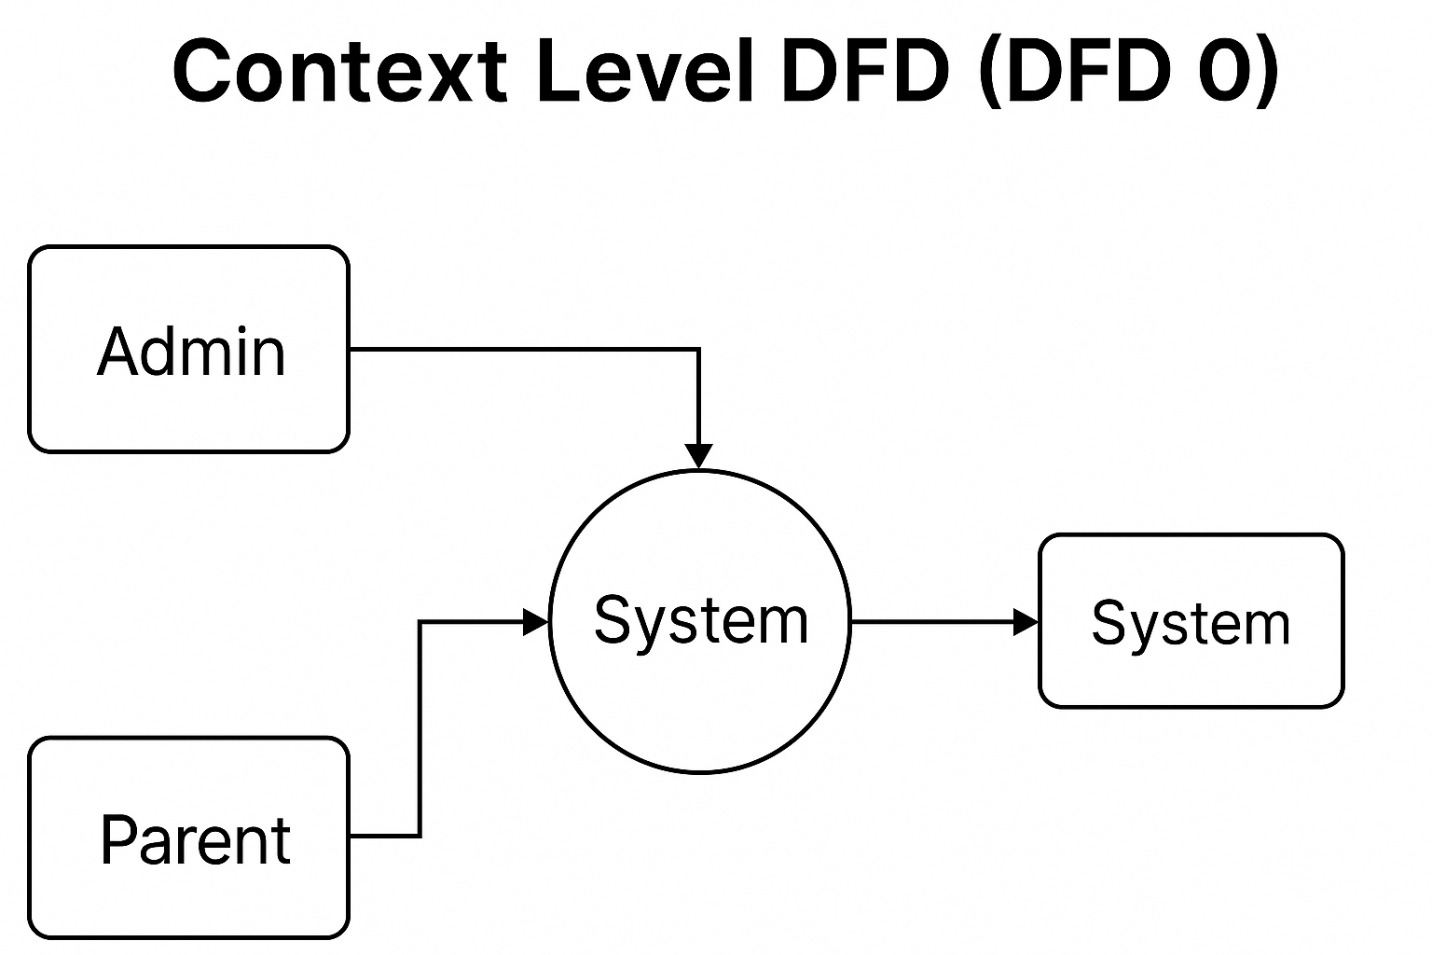 Context Level DFD (DFD 0)
Admin
System
System
Parent